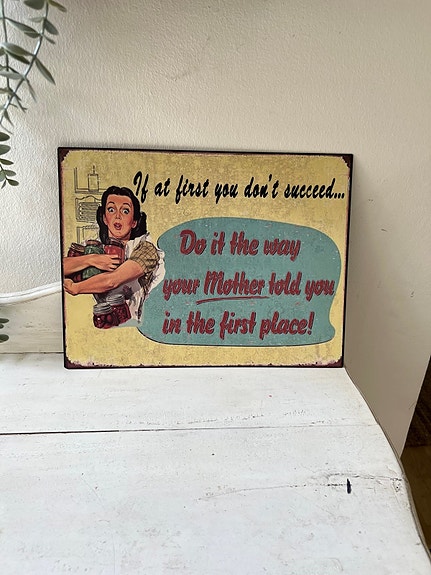 If at first you don't succeed...
Do it the way
your Mother told you
in the first place!